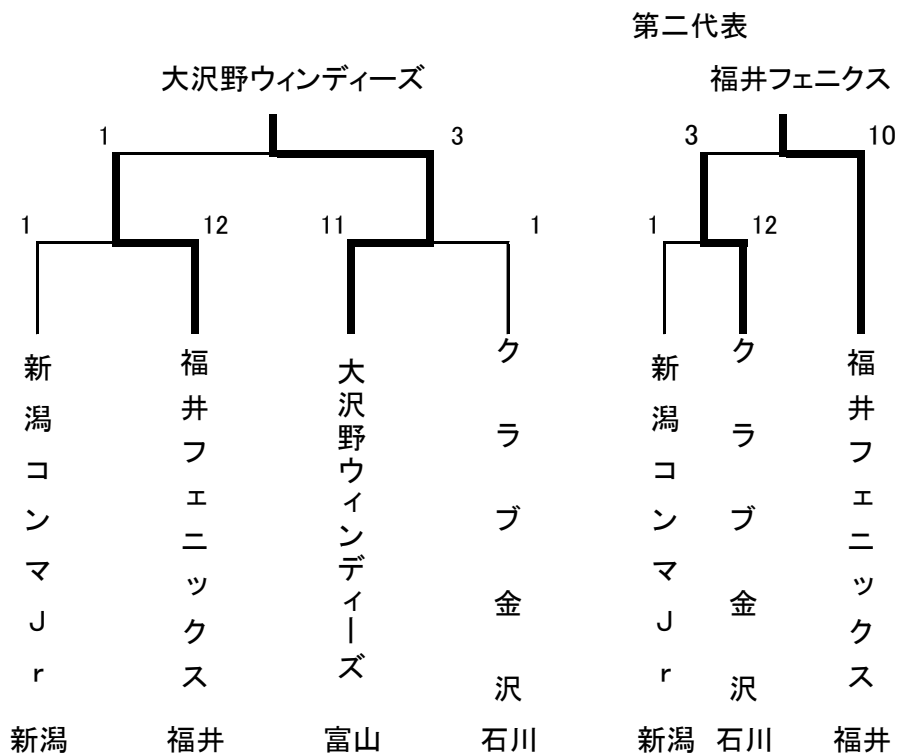 第二代表
大沢野ウィンディーズ
福井フェニクス
1
3
3
10
1
12
11
1
1
12
新潟コンマJr
福井フェニックス
大沢野ウィンディーズ
クラブ金沢
新潟コンマJr
クラブ金沢
福井フェニックス
新潟
福井
富山
石川
新潟
石川
福井